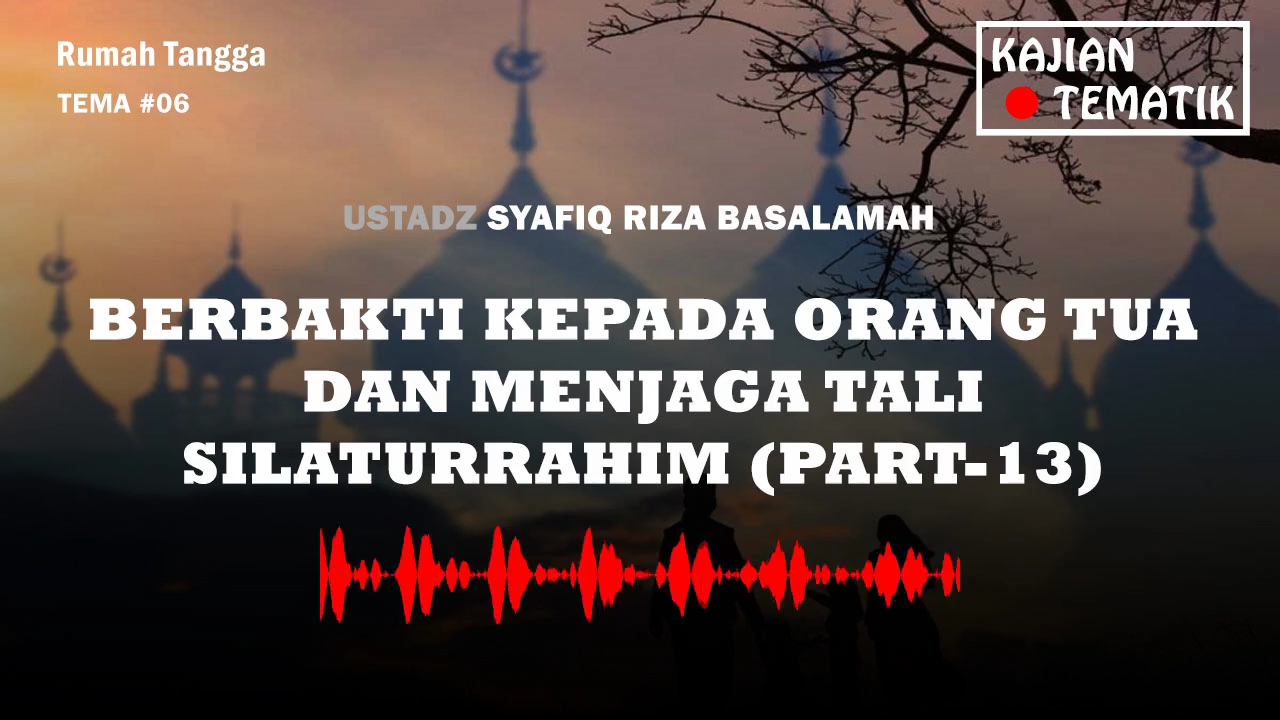 Rumah Tangga
TEMA #06
KAJIAN
TEMATIK
USTADZ SYAFIQ RIZA BASALAMAH
BERBAKTI KEPADA ORANG TUA
DAN MENJAGA TALI
SILATURRAHIM (PART-13)